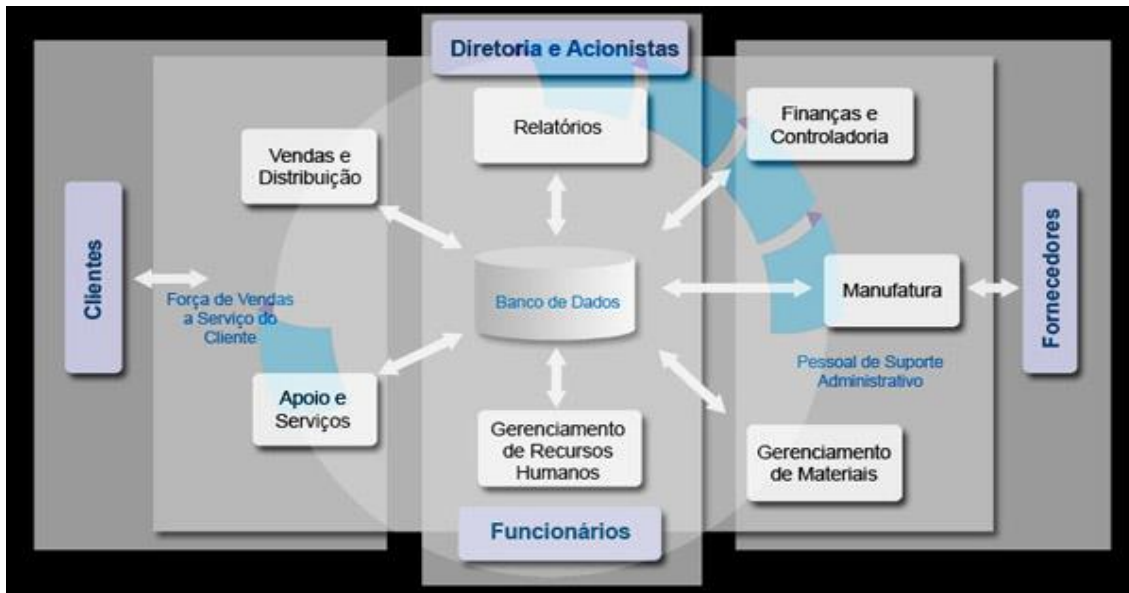 Diretoria e Acionistas
Relatórios
Finanças e
Controladoria
Vendas e
Distribuição
Clientes
Força de Vendas
a Serviço do
Cliente
Banco de Dados
Manufatura
Fornecedores
Pessoal de Suporte
Administrativo
Apoio e
Serviços
Gerenciamento
de Recursos
Humanos
Gerenciamento
de Materiais
Funcionários